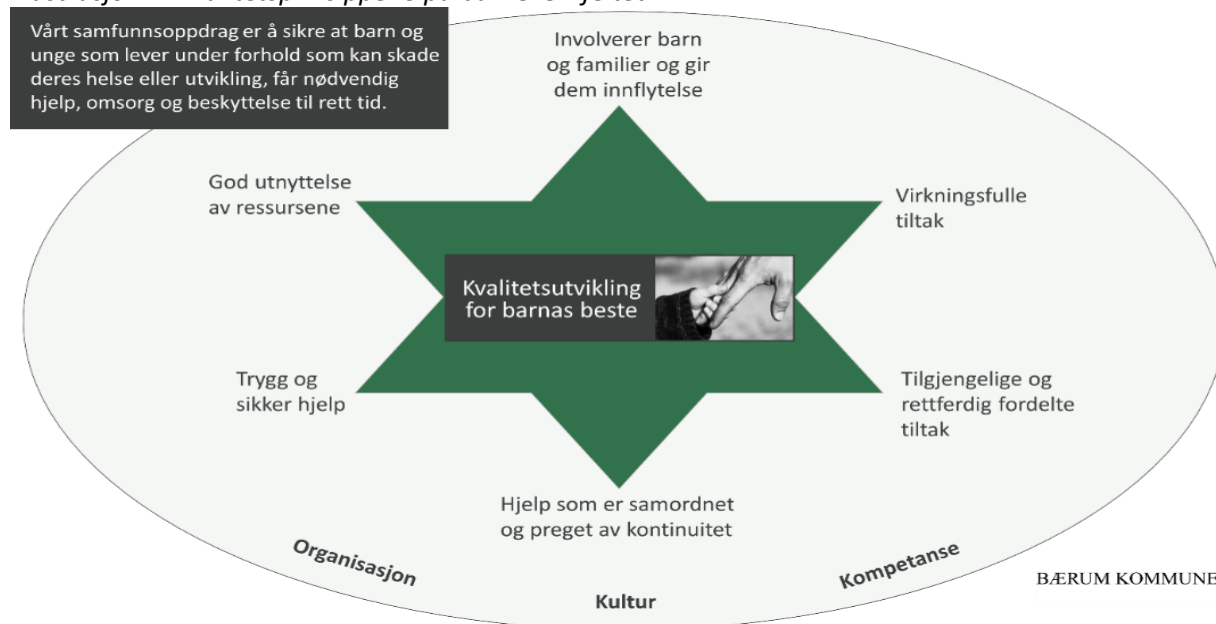 Vårt samfunnsoppdrag er å sikre at barn og
unge som lever under forhold som kan skade
deres helse eller utvikling, får nødvendig
hjelp, omsorg og beskyttelse til rett tid.
Involverer barn
og familier og gir
dem innflytelse
God utnyttelse
av ressursene
Virkningsfulle
tiltak
Kvalitetsutvikling
for barnas beste
Trygg og
sikker hjelp
Tilgjengelige og
rettferdig fordelte
tiltak
Hjelp som er samordnet
og preget av kontinuitet
Organisasjon
Kultur
Kompetanse
BÆRUM KOMMUNE